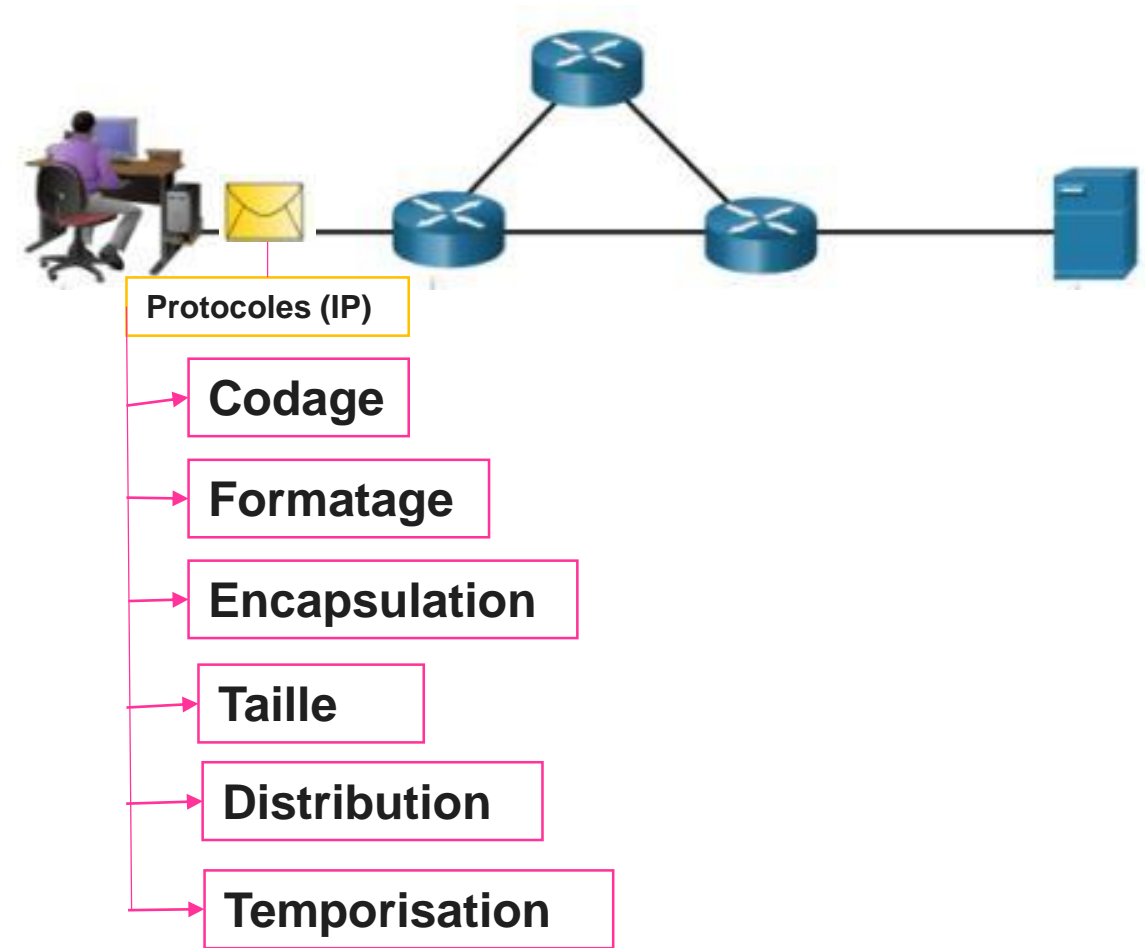 Protocoles (IP)
Codage
Formatage
Encapsulation
Taille
Distribution
Temporisation